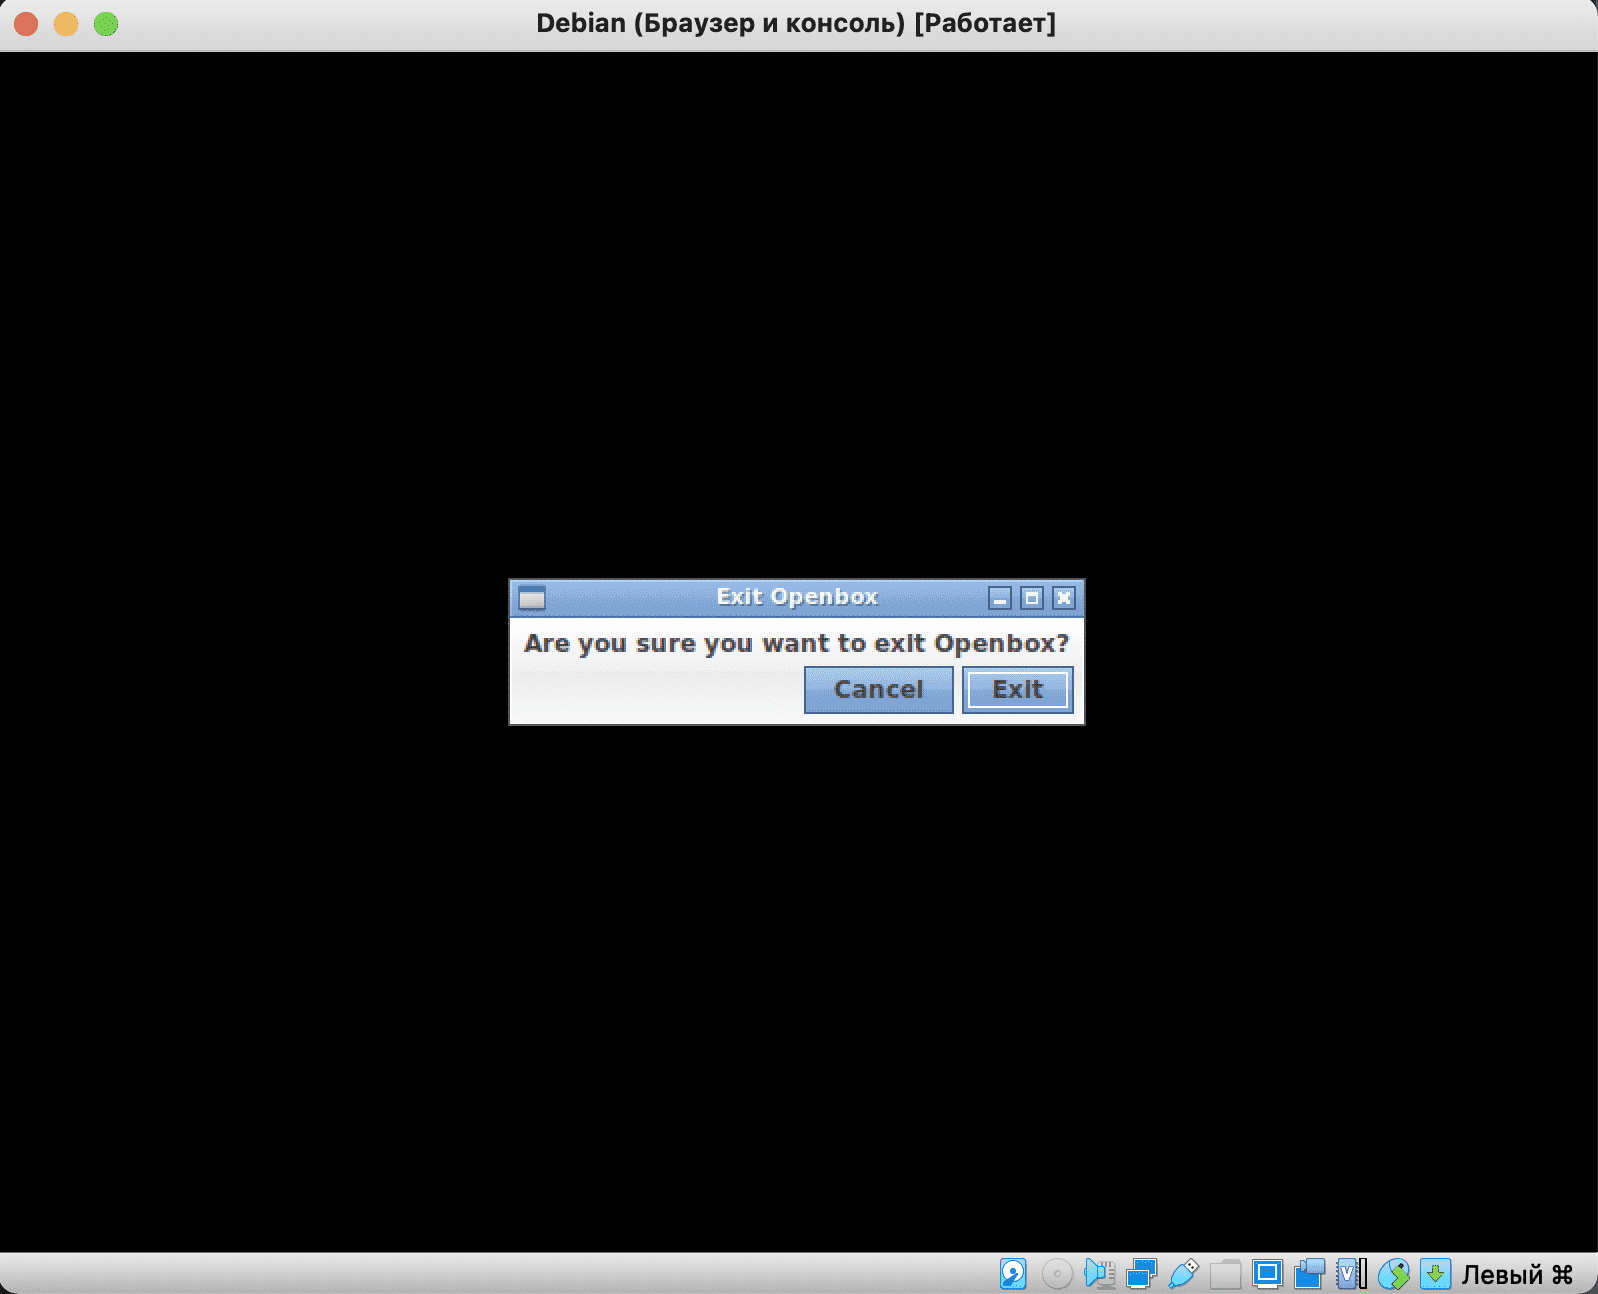 Debian (Браузер и консоль) [Работает]
Exit Openbox
Are you sure you want to exit Openbox?
Cancel Exit
V
Левый ⌘